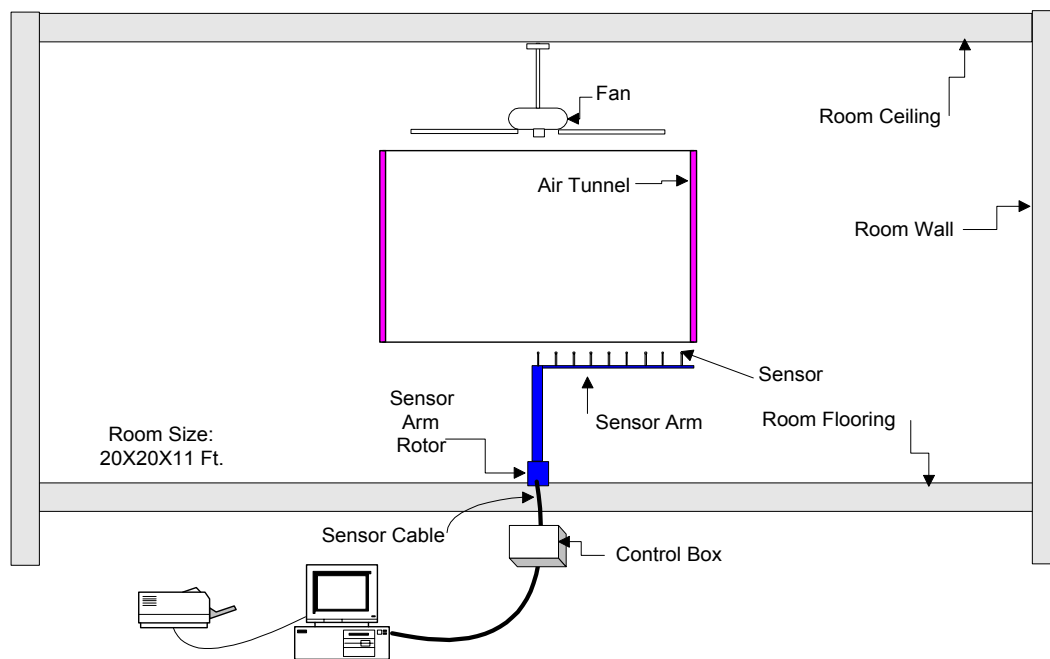 Fan
Room Ceiling
Air Tunnel
Room Wall
Sensor
Sensor
Arm
Rotor
Sensor Arm
Room Flooring
Room Size:
20X20X11 Ft.
Sensor Cable
Control Box